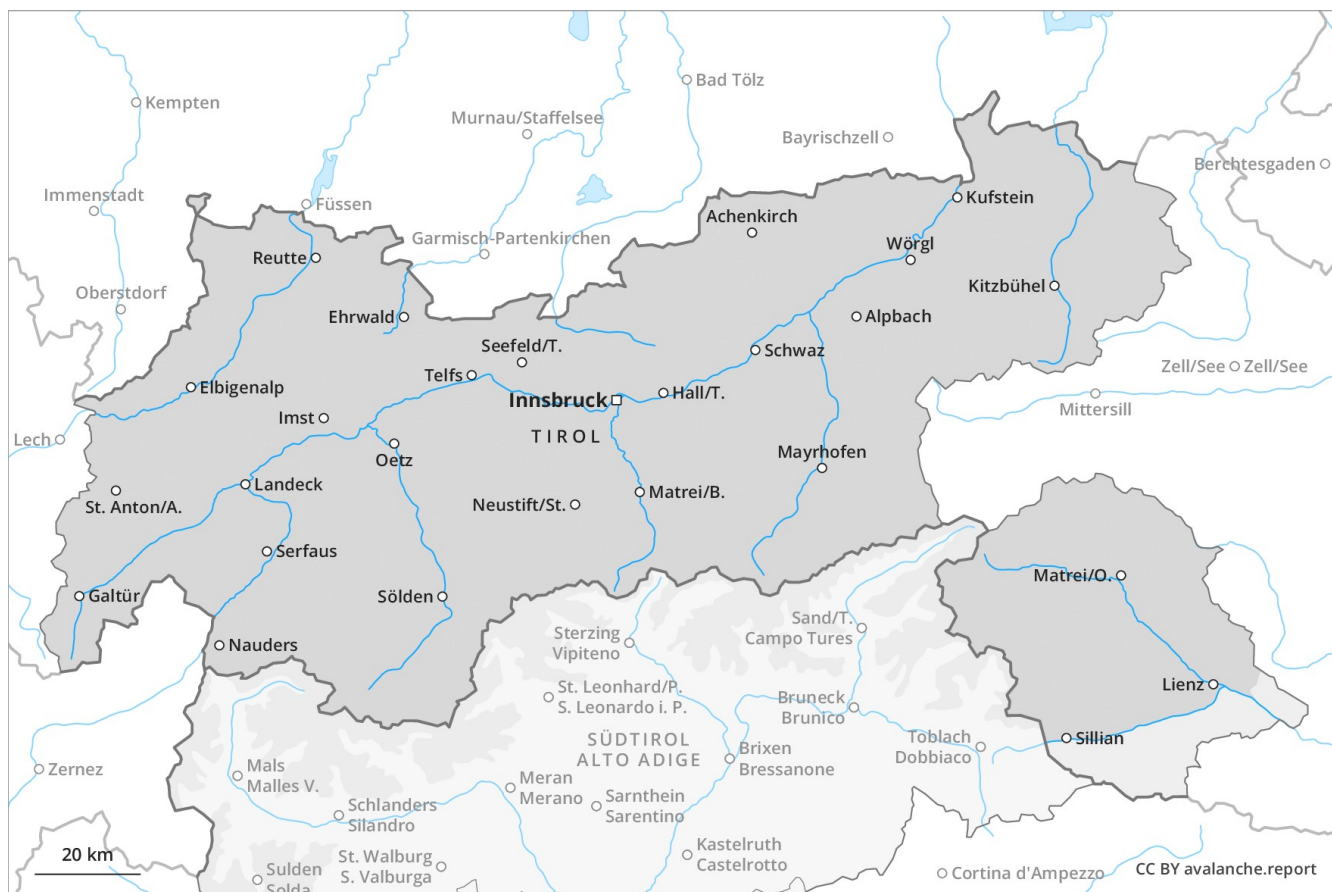 Bad Tölz
Kempten
Murnau/Staffelsee
Bayrischzell
Berchtesgaden
Immenstadt
Füssen
Kufstein
Achenkirch
Garmisch-Partenkirchen
Wörgl
Reutte
Kitzbühel
Oberstdorf
Ehrwald
Alpbach
Seefeld/T.
Schwaz
Zell/See
Zell/See
Telfs
Elbigenalp
Hall/T.
Innsbruck
Mittersill
Imst
TIROL
Lech
Oetz
Mayrhofen
Landeck
Matrei/B.
St. Anton/A.
Neustift/St.
Serfaus
Matrei/O.
Galtür
Sölden
Sand/T.
Campo Tures
Sterzing
Vipiteno
Nauders
Lienz
St. Leonhard/P.
S. Leonardo i. P.
Bruneck
Brunico
Toblach
Dobbiaco
Sillian
SÜDTIROL
ALTO ADIGE
Brixen
Bressanone
Zernez
Mals
Malles V.
Meran
Merano
Sarnthein
Sarentino
Schlanders
Silandro
Kastelruth
Castelrotto
20 km
St. Walburg
S. Valburga
Sulden
Solda
Cortina d'Ampezzo
CC BY avalanche.report